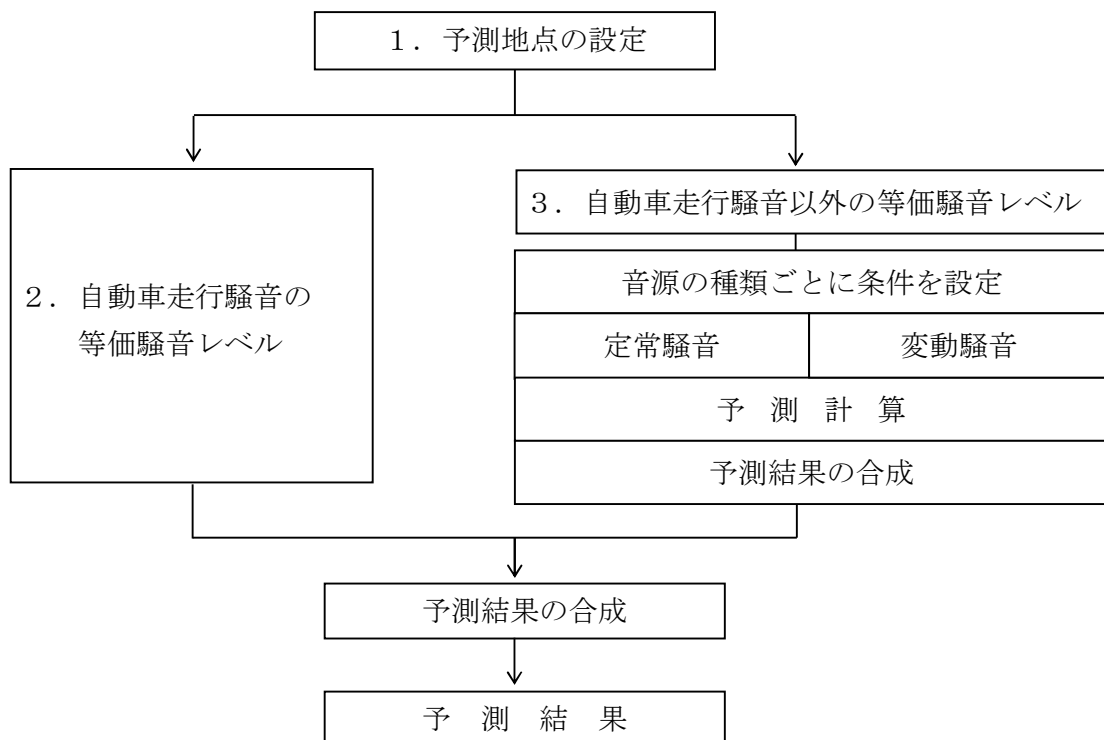 １．予測地点の設定
２．自動車走行騒音の
等価騒音レベル
３．自動車走行騒音以外の等価騒音レベル
音源の種類ごとに条件を設定
定常騒音
変動騒音
予　測　計　算
予測結果の合成
予測結果の合成
予　測　結　果